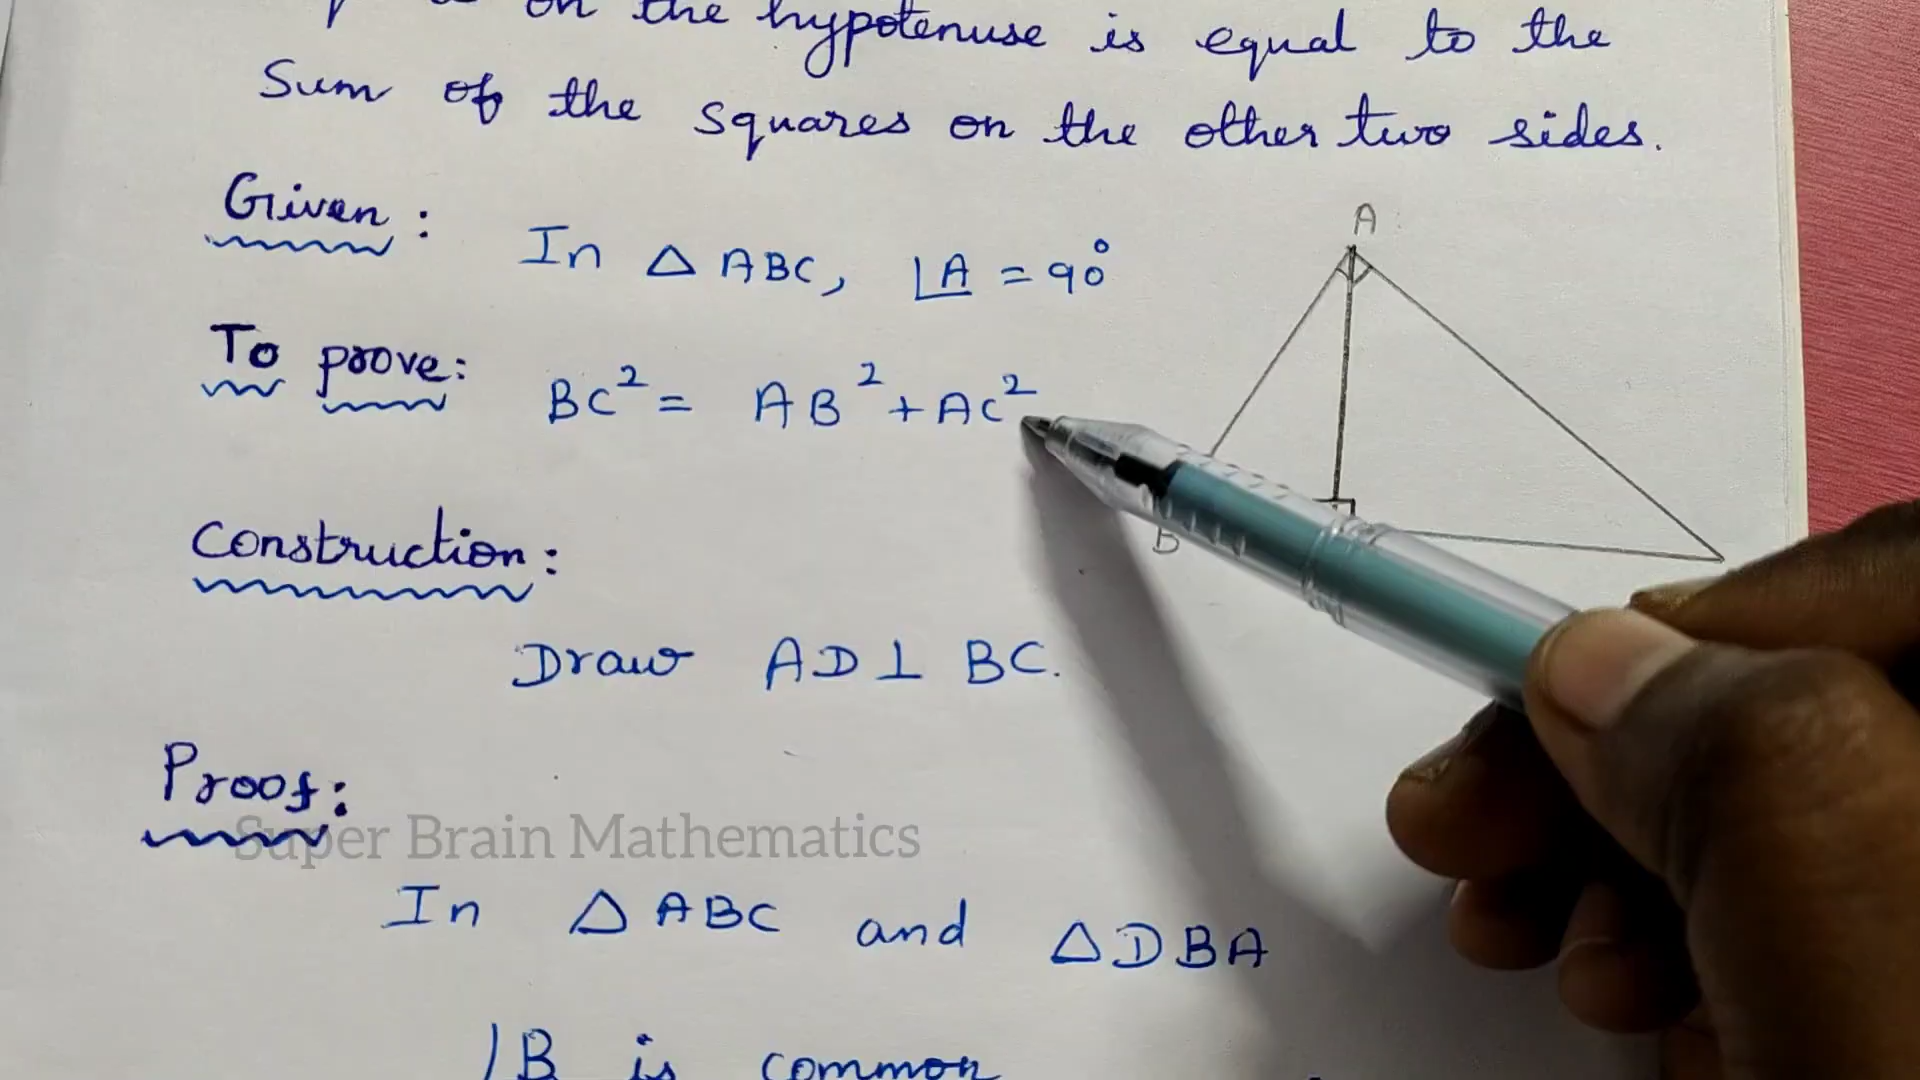 on the hypotenuse is equal to the
Sum of the squares on the other two sides.
Given: In △ ABC, ∠A = 90°
A
To prove: BC² = AB² + AC²
B
Construction:
Draw AD ⊥ BC.
Proof:
Super Brain Mathematics
In △ ABC and △DBA
∠B is common